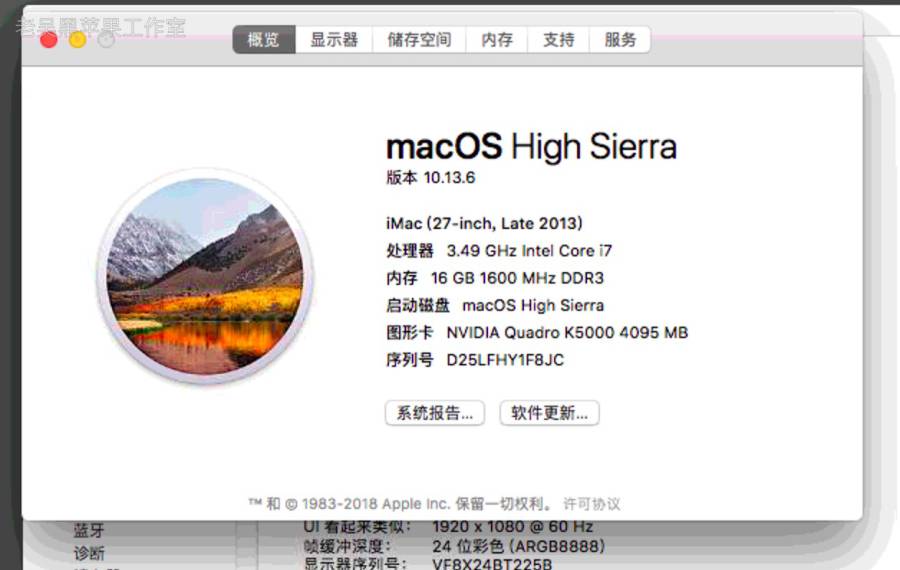 老吴黑苹果工作室
概览 显示器 储存空间 内存 支持 服务
macOS High Sierra
版本 10.13.6
iMac (27-inch, Late 2013)
处理器 3.49 GHz Intel Core i7
内存 16 GB 1600 MHz DDR3
启动磁盘 macOS High Sierra
图形卡 NVIDIA Quadro K5000 4095 MB
序列号 D25LFHY1F8JC
系统报告... 软件更新...
™ 和 © 1983-2018 Apple Inc. 保留一切权利。 许可协议
蓝牙 UI 看起来类似： 1920 x 1080 @ 60 Hz
诊断 帧缓冲深度： 24 位彩色 (ARGB8888)
显示器序列号： VF8X24BT225B